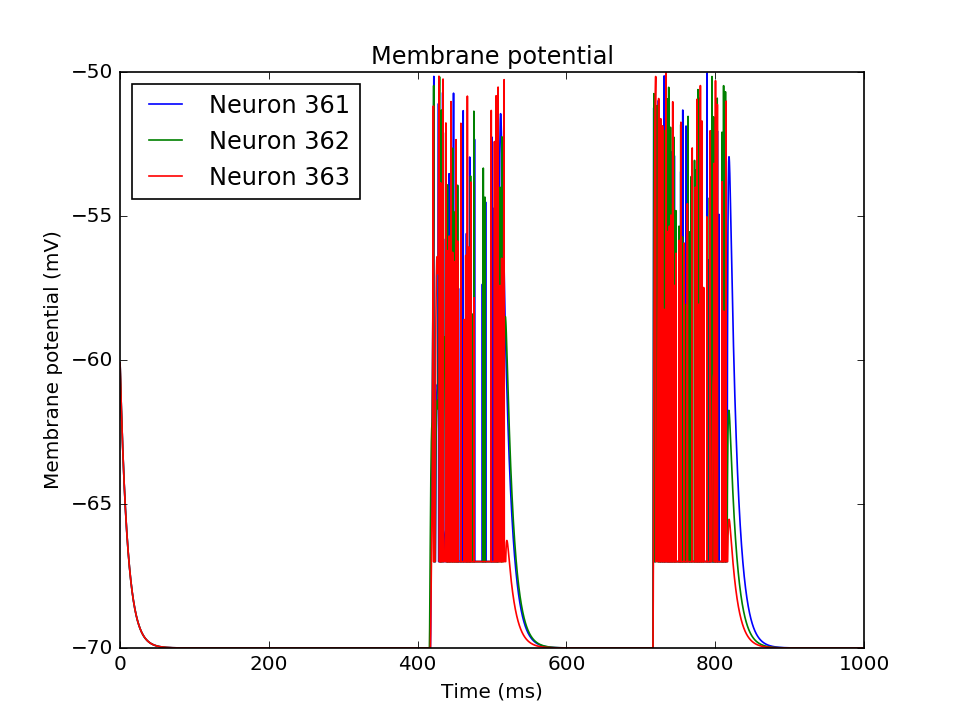 Membrane potential
−50
−55
−60
−65
−70
Membrane potential (mV)
Neuron 361
Neuron 362
Neuron 363
0
200
400
600
800
1000
Time (ms)